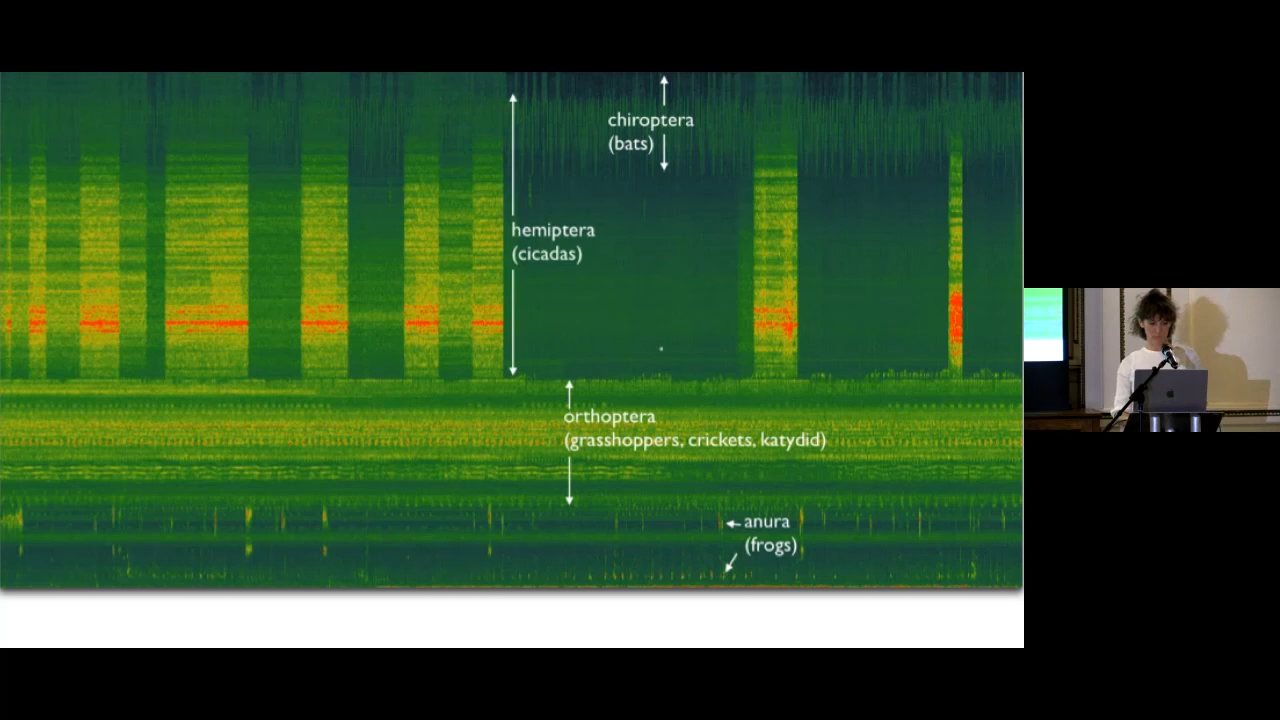 chiroptera
(bats)
hemiptera
(cicadas)
orthoptera
(grasshoppers, crickets, katydid)
anura
(frogs)